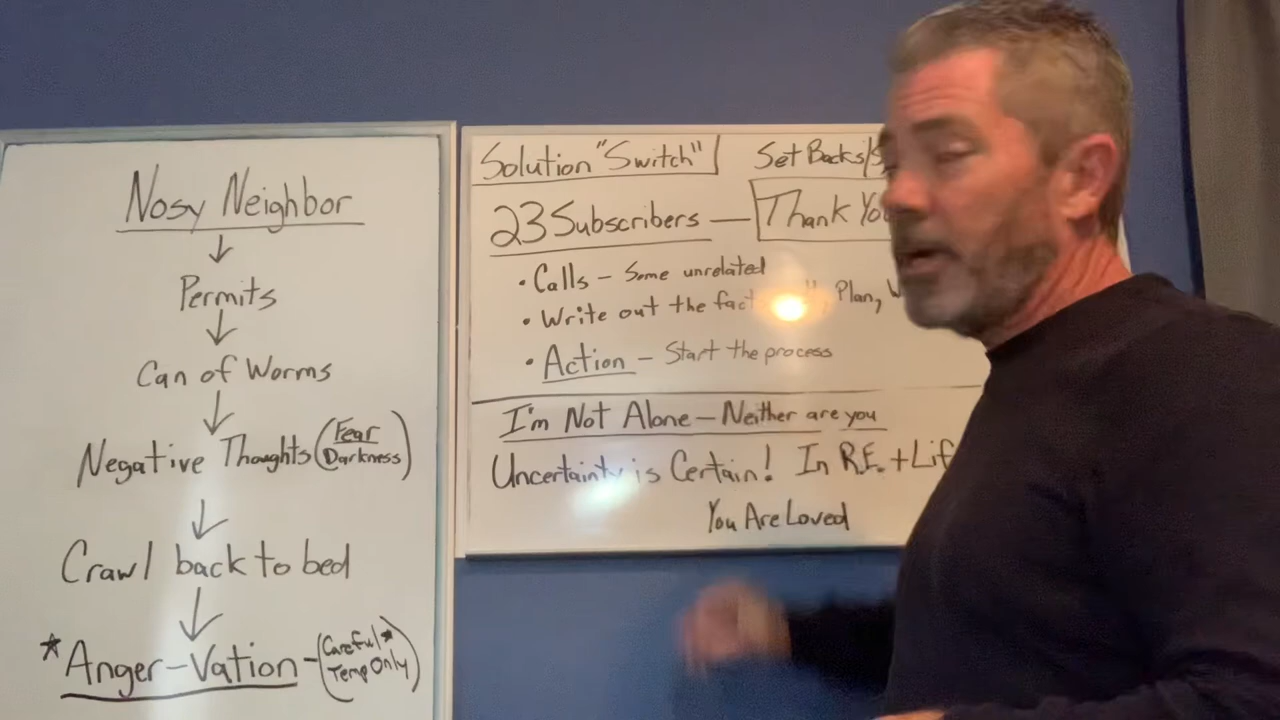 Nosy Neighbor
Permits
Can of Worms
Negative Thoughts (Fear
Darkness)
Crawl back to bed
*Anger-Vation - (Careful*
Temp Only)
Solution "Switch" Set Backs/
23 Subscribers — Thank You
• Calls - Some unrelated
• Write out the Plan,
• Action - Start the process
I'm Not Alone - Neither are you
Uncertainty is Certain! In R.E. +
You Are Loved